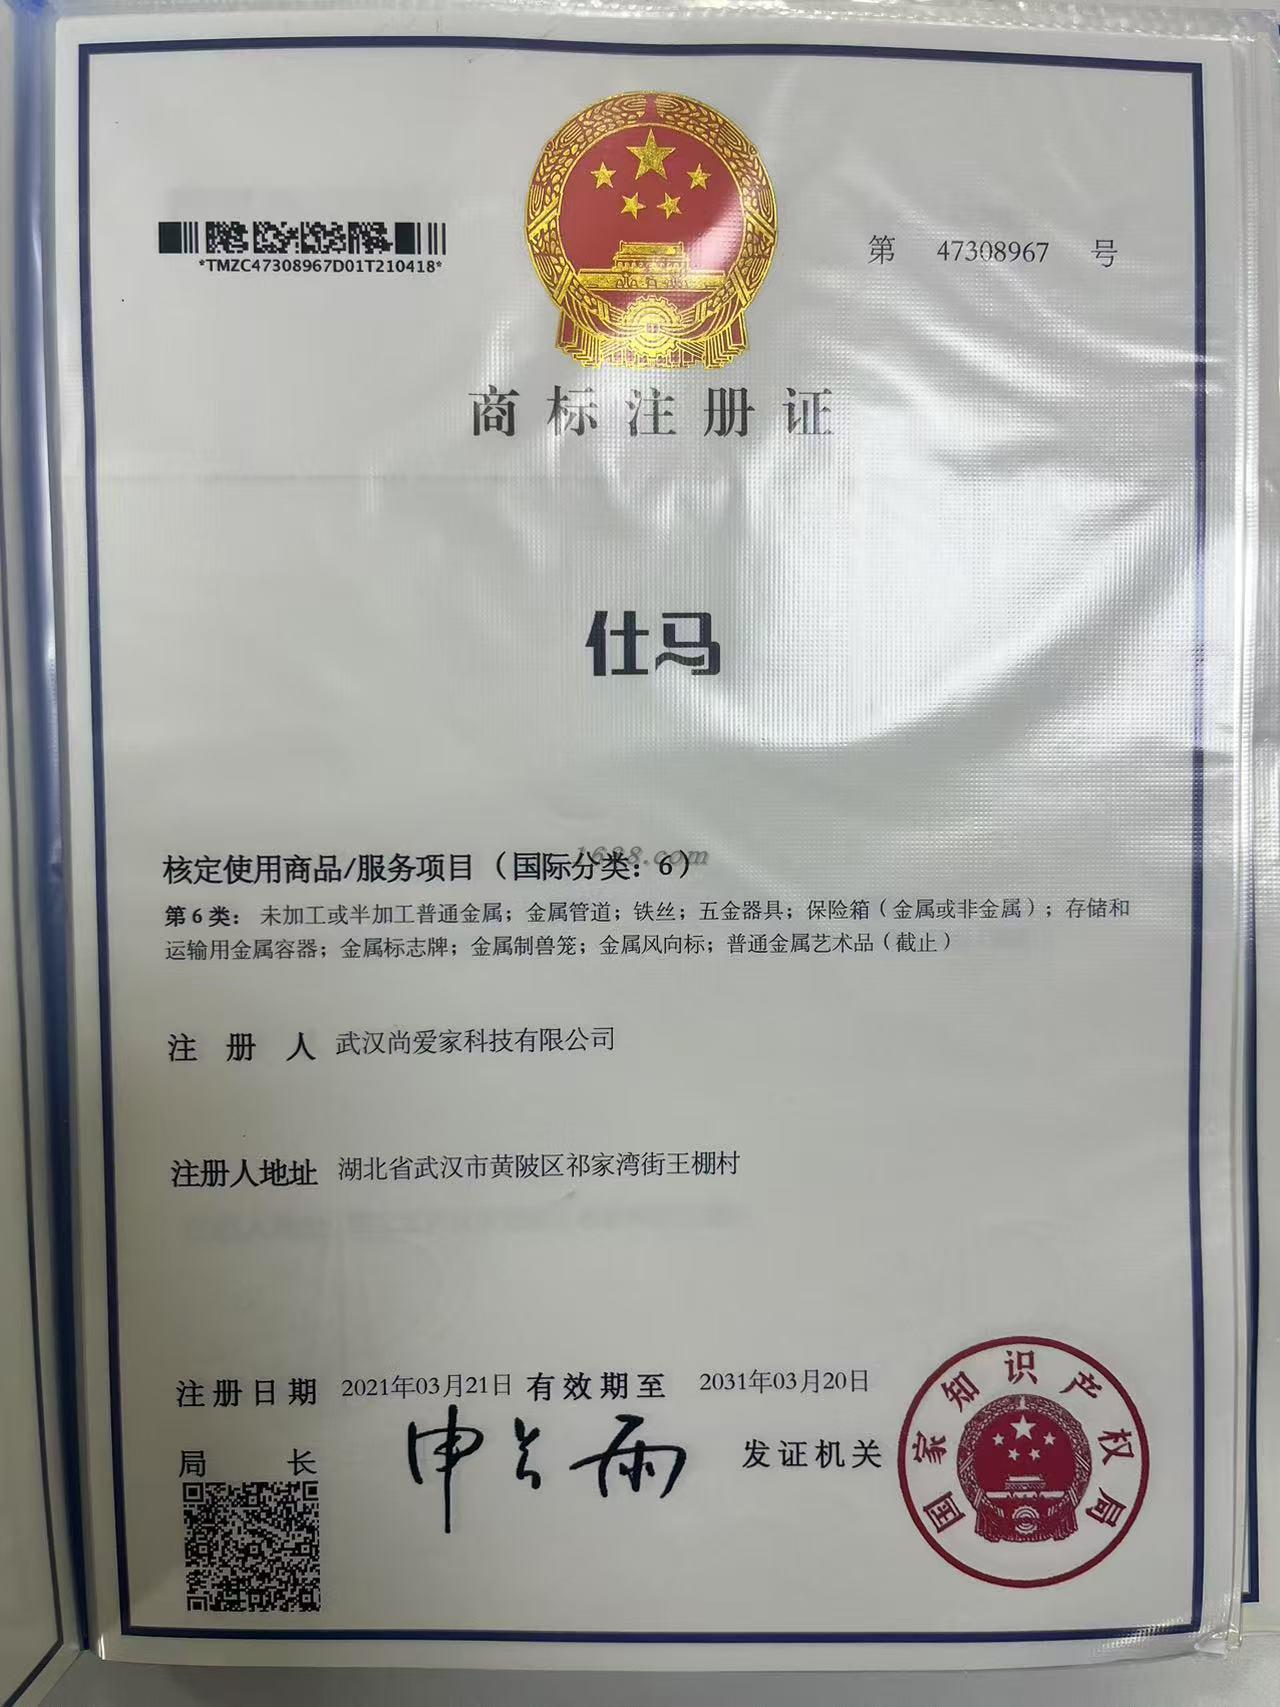 *TMZC47308967D01T210418*
第 47308967 号
商标注册证
仕马
1688.com
核定使用商品/服务项目（国际分类：6）
第6类：未加工或半加工普通金属；金属管道；铁丝；五金器具；保险箱（金属或非金属）；存储和
运输用金属容器；金属标志牌；金属制兽笼；金属风向标；普通金属艺术品（截止）
注册人 武汉尚爱家科技有限公司
注册人地址 湖北省武汉市黄陂区祁家湾街王棚村
注册日期 2021年03月21日 有效期至 2031年03月20日
局长 申长雨 发证机关
国家知识产权局